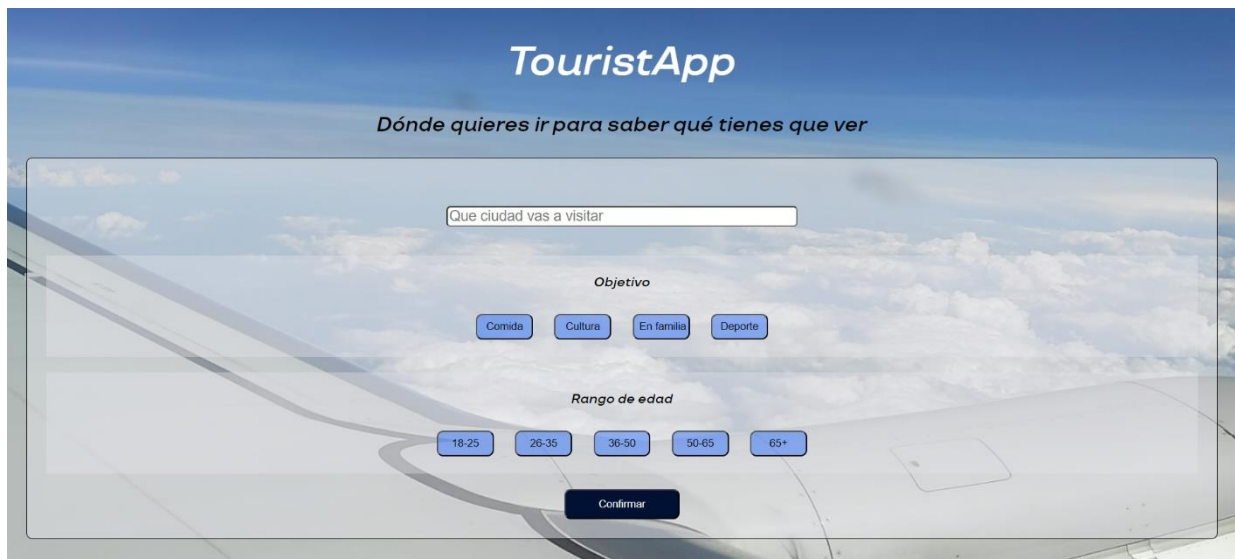 TouristApp
Dónde quieres ir para saber qué tienes que ver
Que ciudad vas a visitar
Objetivo
Comida Cultura En familia Deporte
Rango de edad
18-25 26-35 36-50 50-65 65+
Confirmar